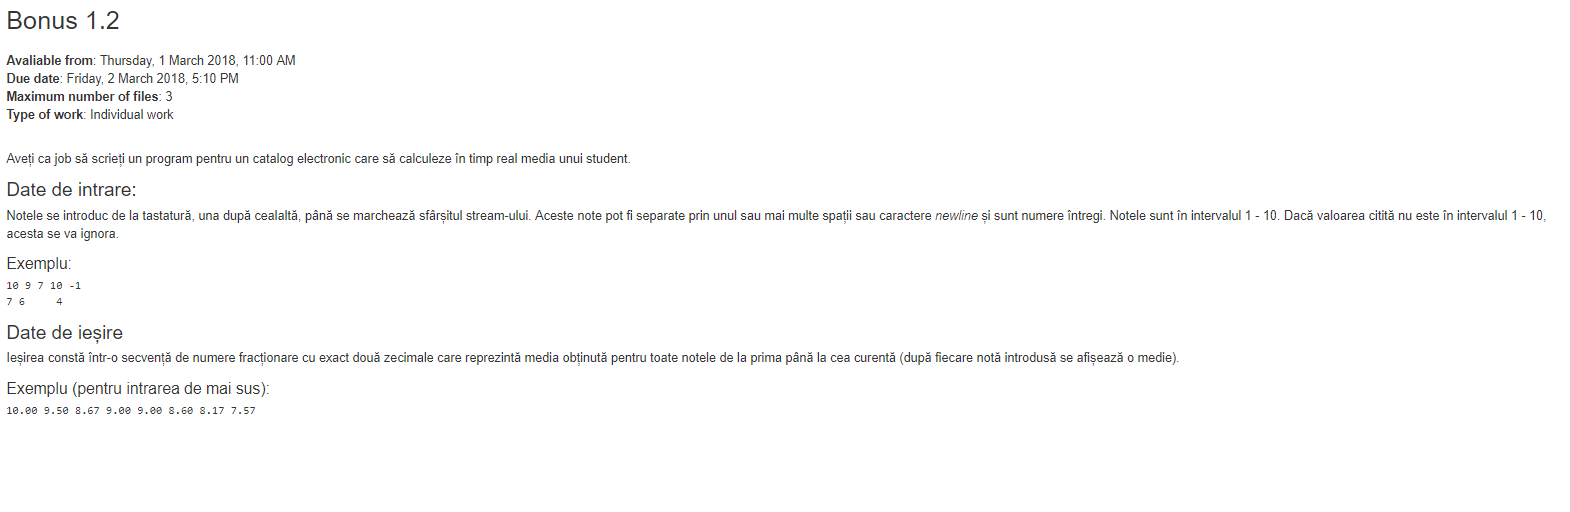 Bonus 1.2
Avaliable from: Thursday, 1 March 2018, 11:00 AM
Due date: Friday, 2 March 2018, 5:10 PM
Maximum number of files: 3
Type of work: Individual work
Aveți ca job să scrieți un program pentru un catalog electronic care să calculeze în timp real media unui student.
Date de intrare:
Notele se introduc de la tastatură, una după cealaltă, până se marchează sfârșitul stream-ului. Aceste note pot fi separate prin unul sau mai multe spații sau caractere newline și sunt numere întregi. Notele sunt în intervalul 1 - 10. Dacă valoarea citită nu este în intervalul 1 - 10,
acesta se va ignora.
Exemplu:
10 9 7 10 -1
7 6     4
Date de ieșire
Ieșirea constă într-o secvență de numere fracționare cu exact două zecimale care reprezintă media obținută pentru toate notele de la prima până la cea curentă (după fiecare notă introdusă se afișează o medie).
Exemplu (pentru intrarea de mai sus):
10.00 9.50 8.67 9.00 9.00 8.60 8.17 7.57